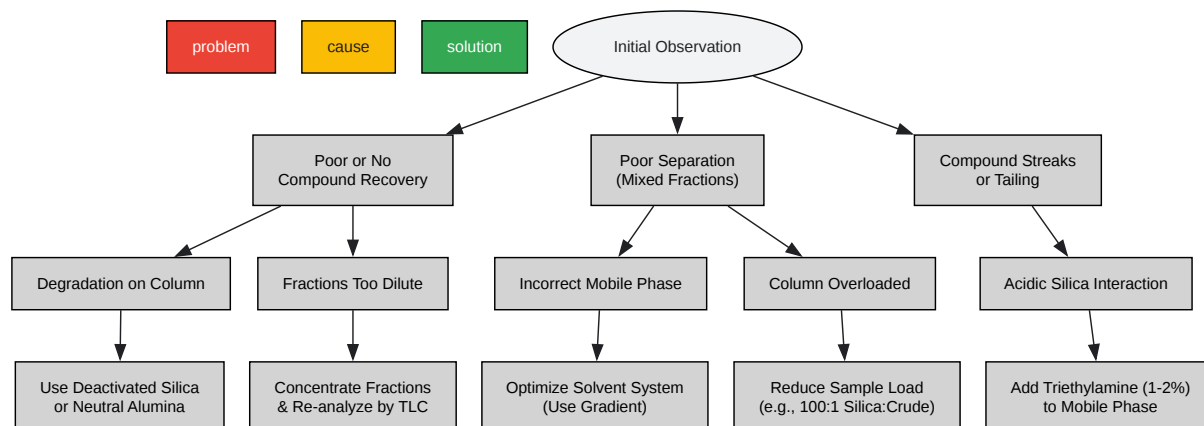 problem
cause
solution
Initial Observation
Poor or No
Compound Recovery
Poor Separation
(Mixed Fractions)
Compound Streaks
or Tailing
Degradation on Column
Fractions Too Dilute
Incorrect Mobile Phase
Column Overloaded
Acidic Silica Interaction
Use Deactivated Silica
or Neutral Alumina
Concentrate Fractions
& Re-analyze by TLC
Optimize Solvent System
(Use Gradient)
Reduce Sample Load
(e.g., 100:1 Silica:Crude)
Add Triethylamine (1-2%)
to Mobile Phase